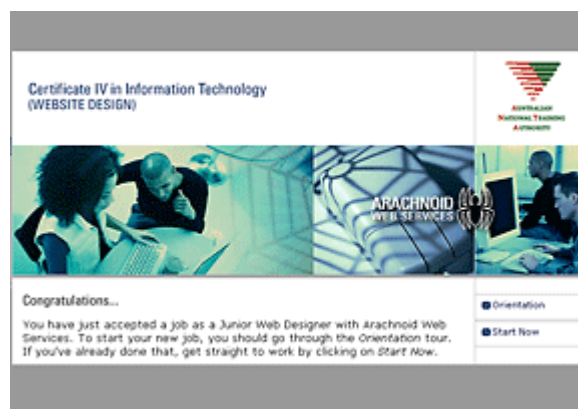 Certificate IV in Information Technology
(WEBSITE DESIGN)
AUSTRALIAN
NATIONAL TRAINING
AUTHORITY
ARACHNOID
WEB SERVICES
Congratulations...
You have just accepted a job as a Junior Web Designer with Arachnoid Web
Services. To start your new job, you should go through the Orientation tour.
If you've already done that, get straight to work by clicking on Start Now.
Orientation
Start Now